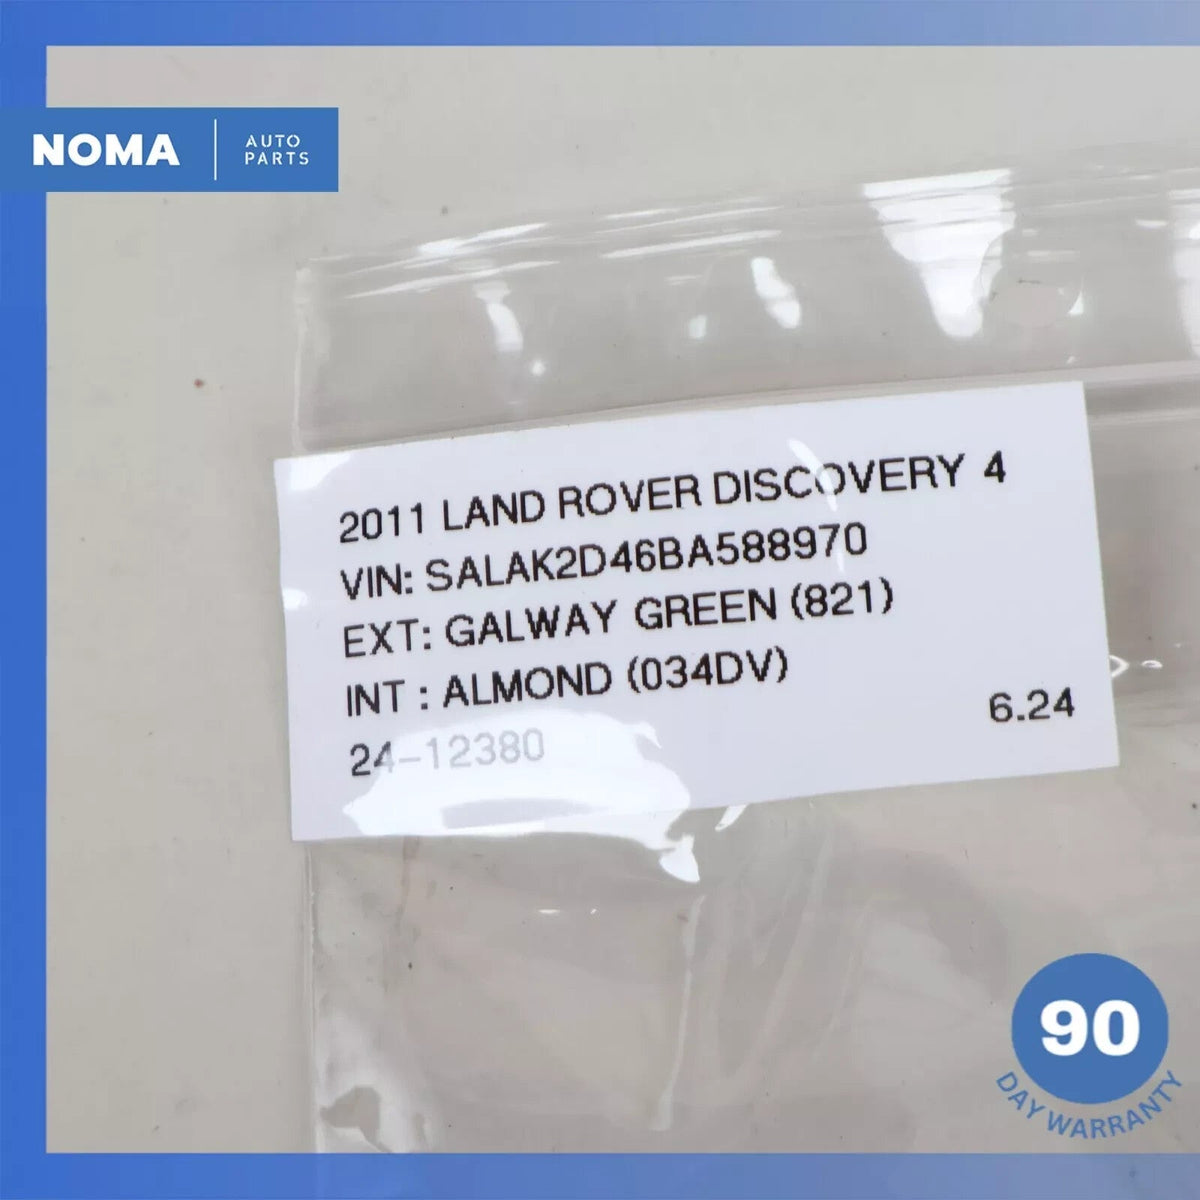 NOMA
AUTO
PARTS
2011 LAND ROVER DISCOVERY 4
VIN: SALAK2D46BA588970
EXT: GALWAY GREEN (821)
INT : ALMOND (034DV)
24-12380
6.24
90
DAY WARRANTY